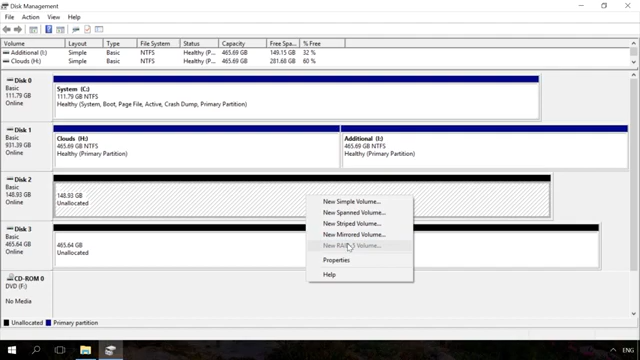 Disk Management
File Action View Help
Volume Layout Type File System Status Capacity Free Spa... % Free
Additional (I:) Simple Basic NTFS Healthy (P... 465.69 GB 149.15 GB 32 %
Clouds (H:) Simple Basic NTFS Healthy (P... 465.69 GB 281.68 GB 60 %
Disk 0
Basic
111.79 GB
Online
System (C:)
111.79 GB NTFS
Healthy (System, Boot, Page File, Active, Crash Dump, Primary Partition)
Disk 1
Basic
931.39 GB
Online
Clouds (H:)
465.69 GB NTFS
Healthy (Primary Partition)
Additional (I:)
465.69 GB NTFS
Healthy (Primary Partition)
Disk 2
Basic
148.93 GB
Online
148.93 GB
Unallocated
Disk 3
Basic
465.64 GB
Online
465.64 GB
Unallocated
New Simple Volume...
New Spanned Volume...
New Striped Volume...
New Mirrored Volume...
Volume...
Properties
Help
CD-ROM 0
DVD (F:)
No Media
Unallocated Primary partition
ENG